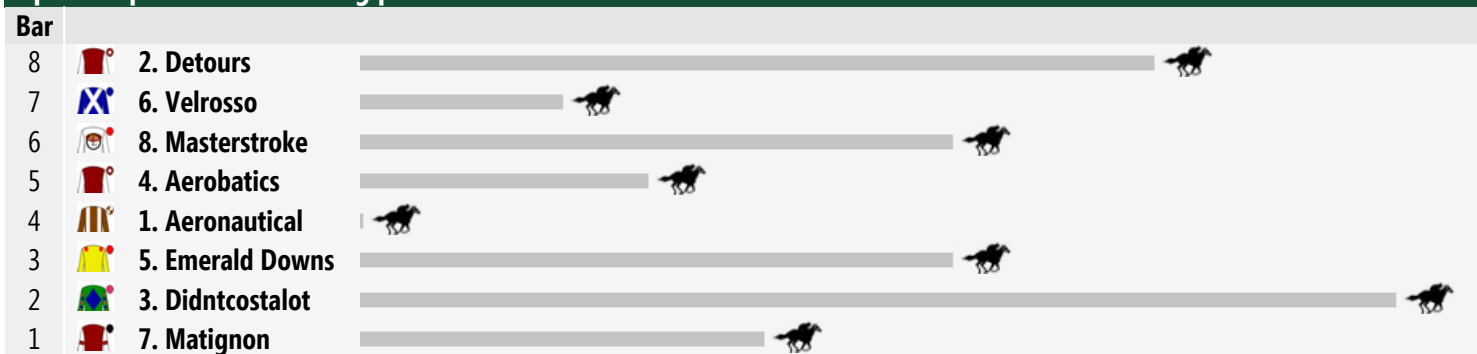 Bar
8 2. Detours
7 6. Velrosso
6 8. Masterstroke
5 4. Aerobatics
4 1. Aeronautical
3 5. Emerald Downs
2 3. Didntcostalot
1 7. Matignon